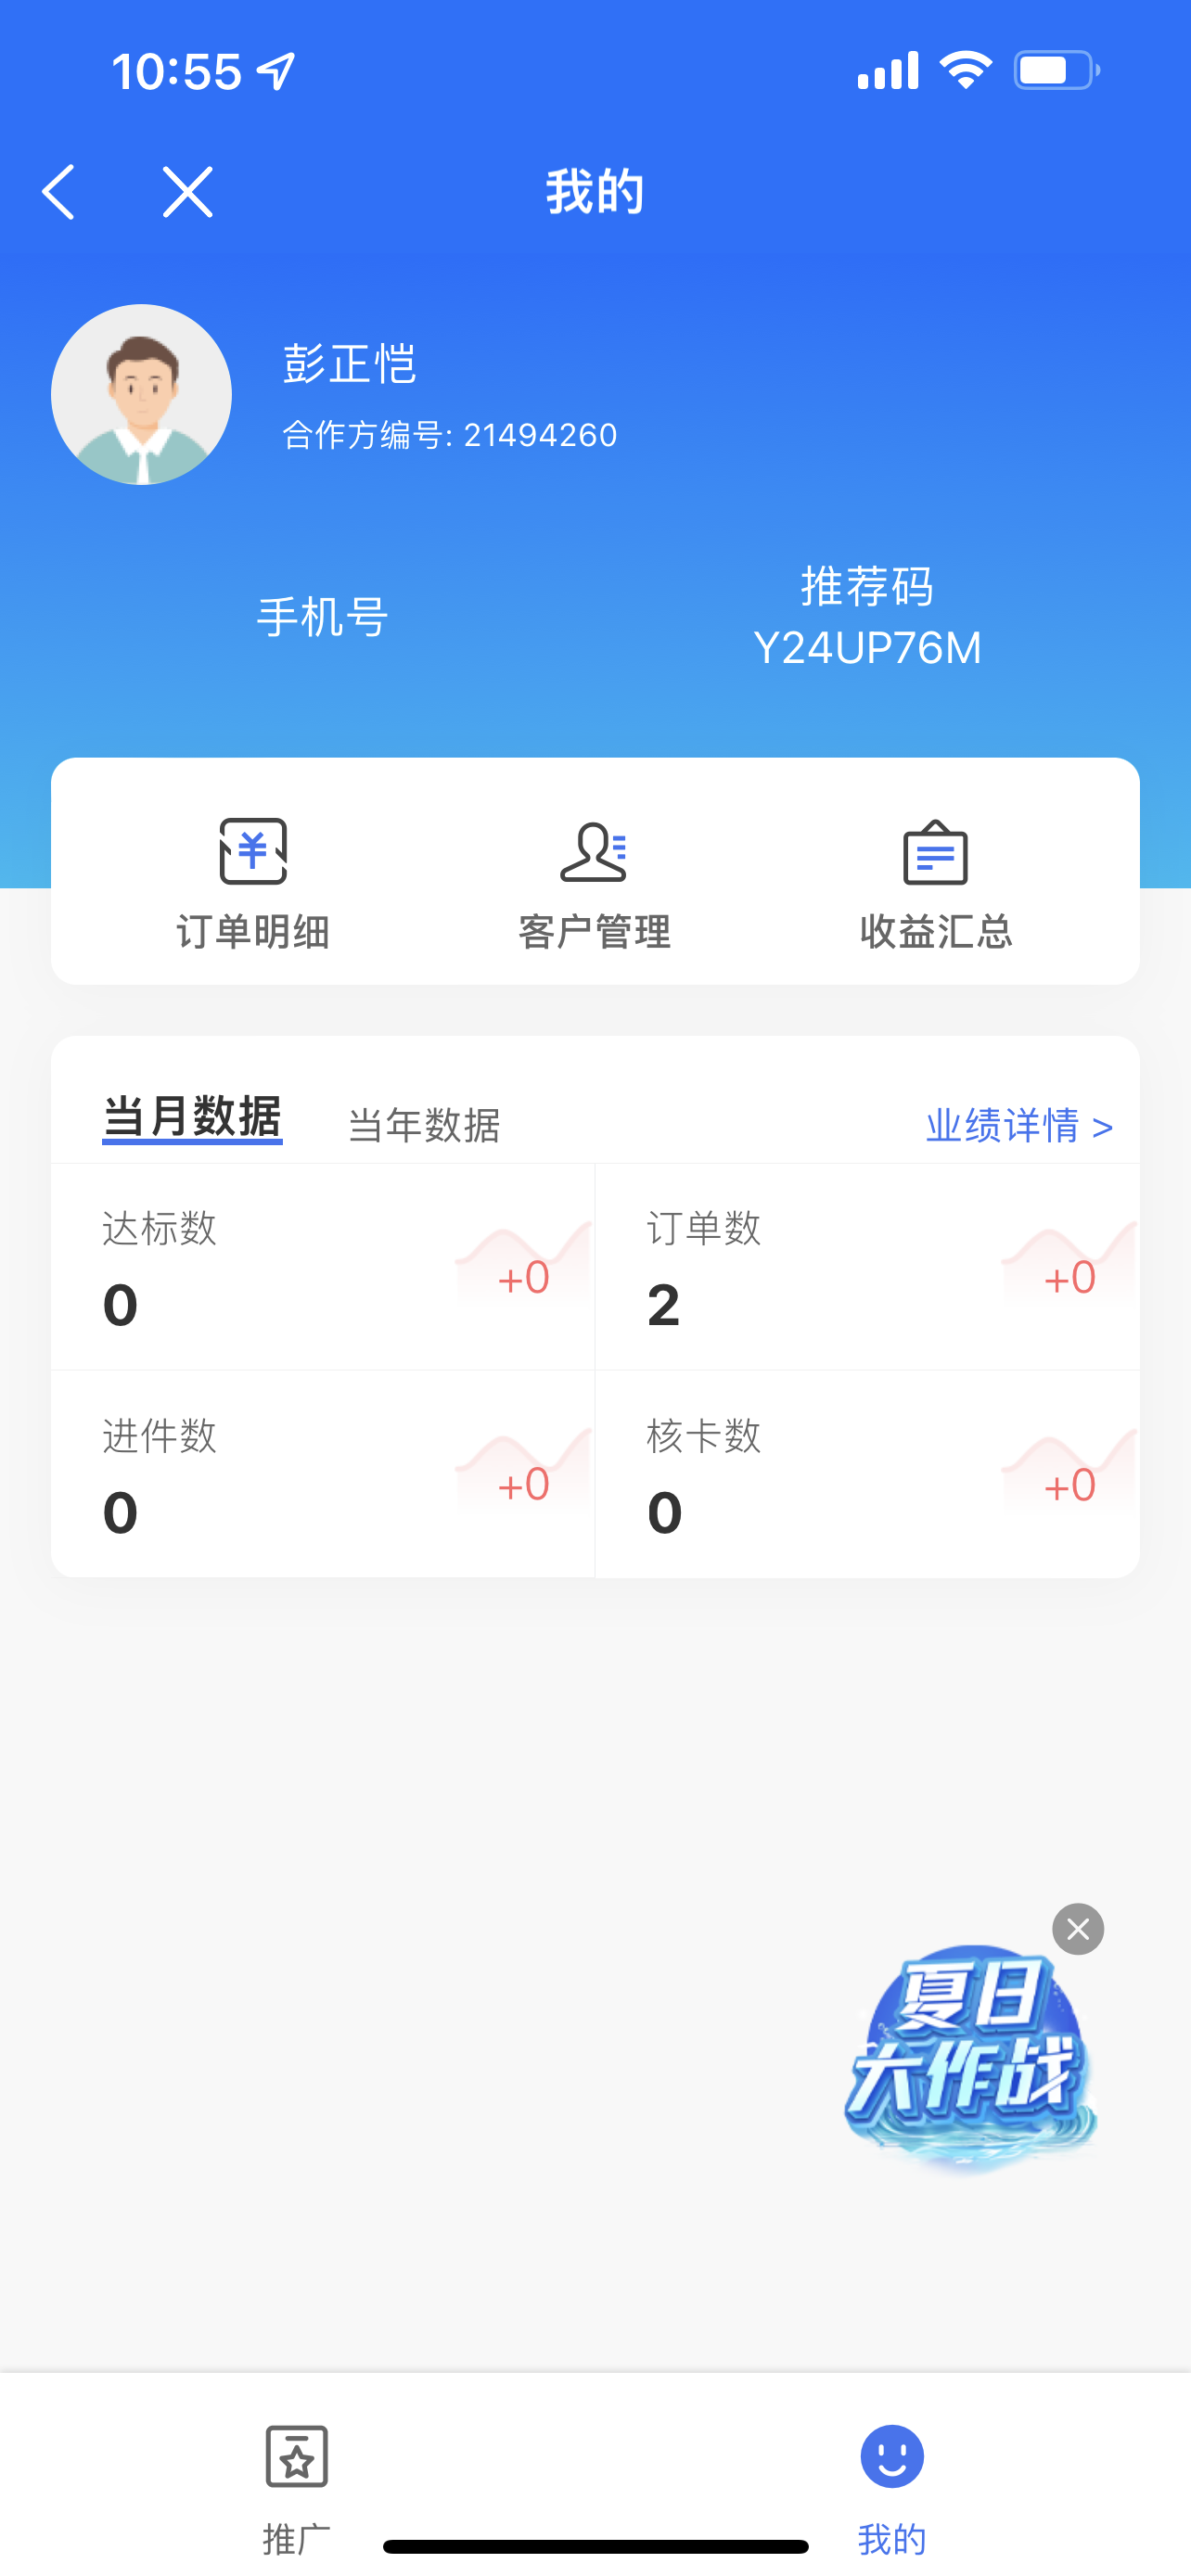 10:55
我的
彭正恺
合作方编号: 21494260
手机号
推荐码
Y24UP76M
订单明细
客户管理
收益汇总
当月数据
当年数据
业绩详情 >
达标数
0
+0
订单数
2
+0
进件数
0
+0
核卡数
0
+0
夏日
大作战
推广
我的